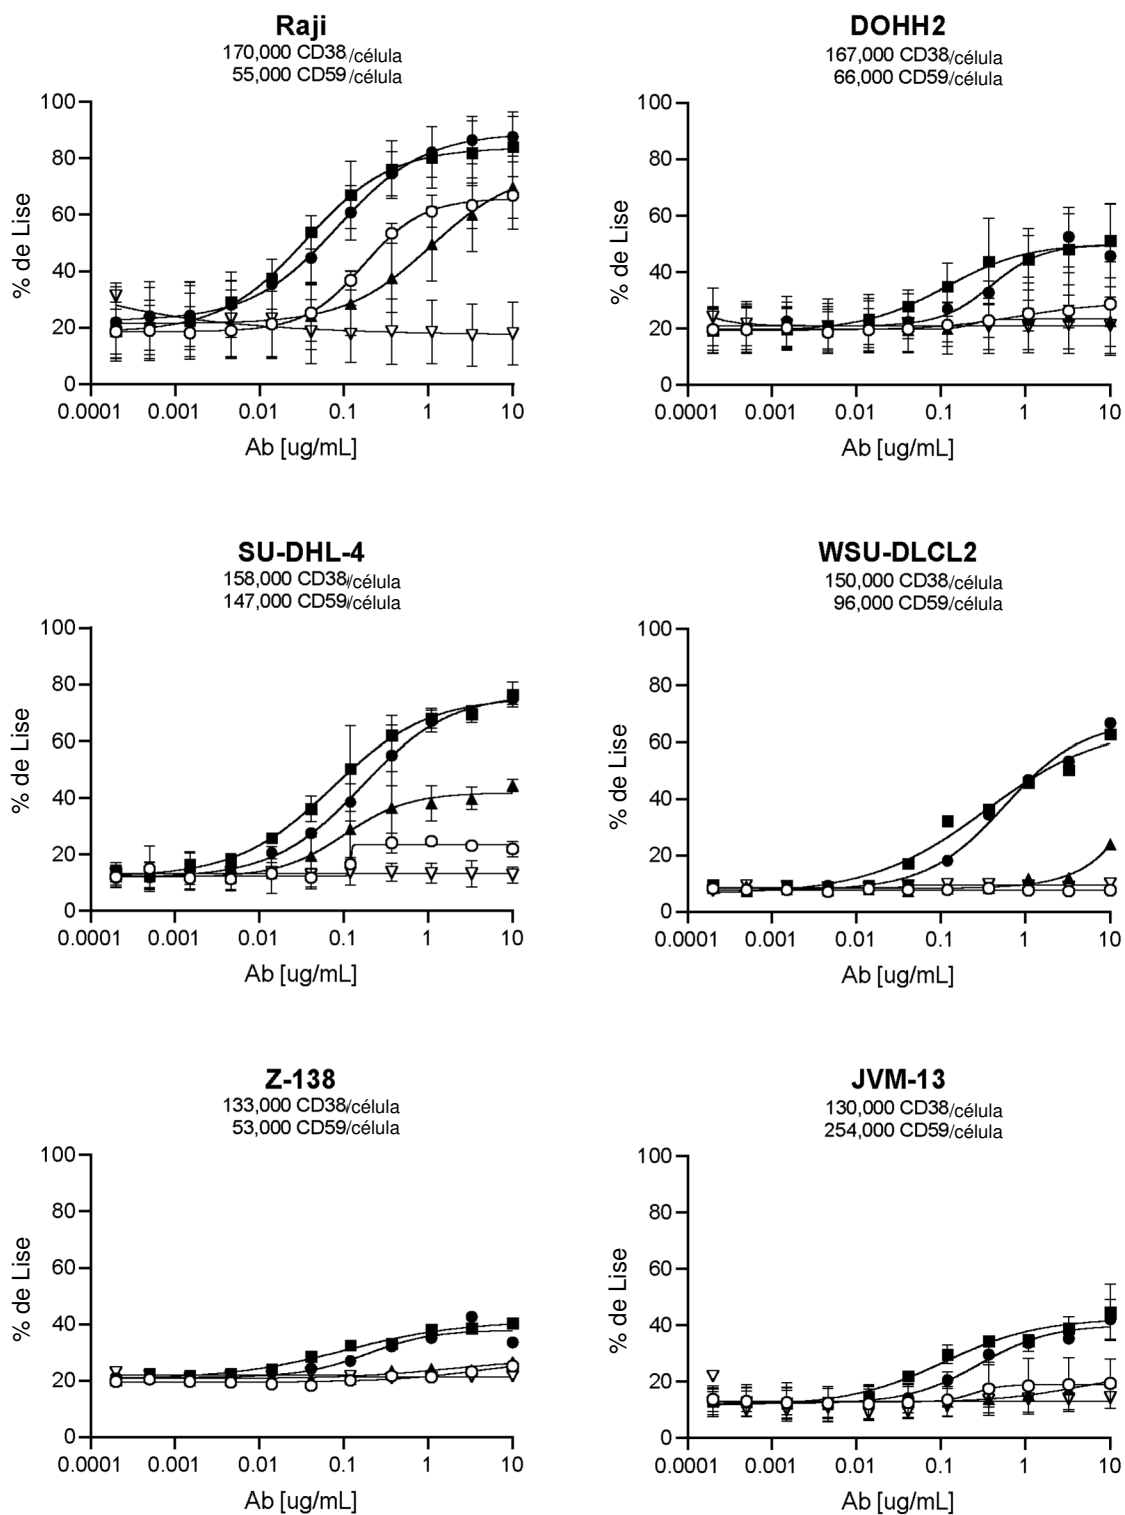 Raji
170,000 CD38/célula
55,000 CD59/célula
100
80
60
40
20
0
% de Lise
0.0001 0.001 0.01 0.1 1 10
Ab [ug/mL]
DOHH2
167,000 CD38/célula
66,000 CD59/célula
100
80
60
40
20
0
% de Lise
0.0001 0.001 0.01 0.1 1 10
Ab [ug/mL]
SU-DHL-4
158,000 CD38/célula
147,000 CD59/célula
100
80
60
40
20
0
% de Lise
0.0001 0.001 0.01 0.1 1 10
Ab [ug/mL]
WSU-DLCL2
150,000 CD38/célula
96,000 CD59/célula
100
80
60
40
20
0
% de Lise
0.0001 0.001 0.01 0.1 1 10
Ab [ug/mL]
Z-138
133,000 CD38/célula
53,000 CD59/célula
100
80
60
40
20
0
% de Lise
0.0001 0.001 0.01 0.1 1 10
Ab [ug/mL]
JVM-13
130,000 CD38/célula
254,000 CD59/célula
100
80
60
40
20
0
% de Lise
0.0001 0.001 0.01 0.1 1 10
Ab [ug/mL]